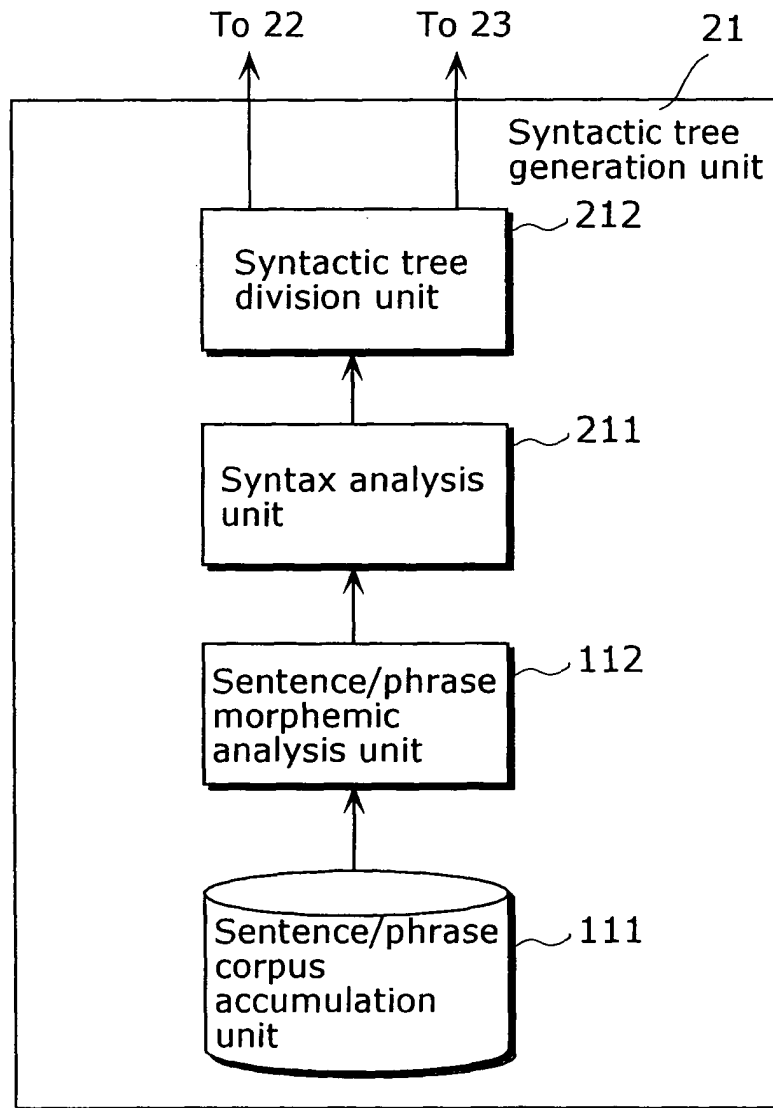 To 22
To 23
21
Syntactic tree
generation unit
212
Syntactic tree
division unit
211
Syntax analysis
unit
112
Sentence/phrase
morphemic
analysis unit
111
Sentence/phrase
corpus
accumulation
unit